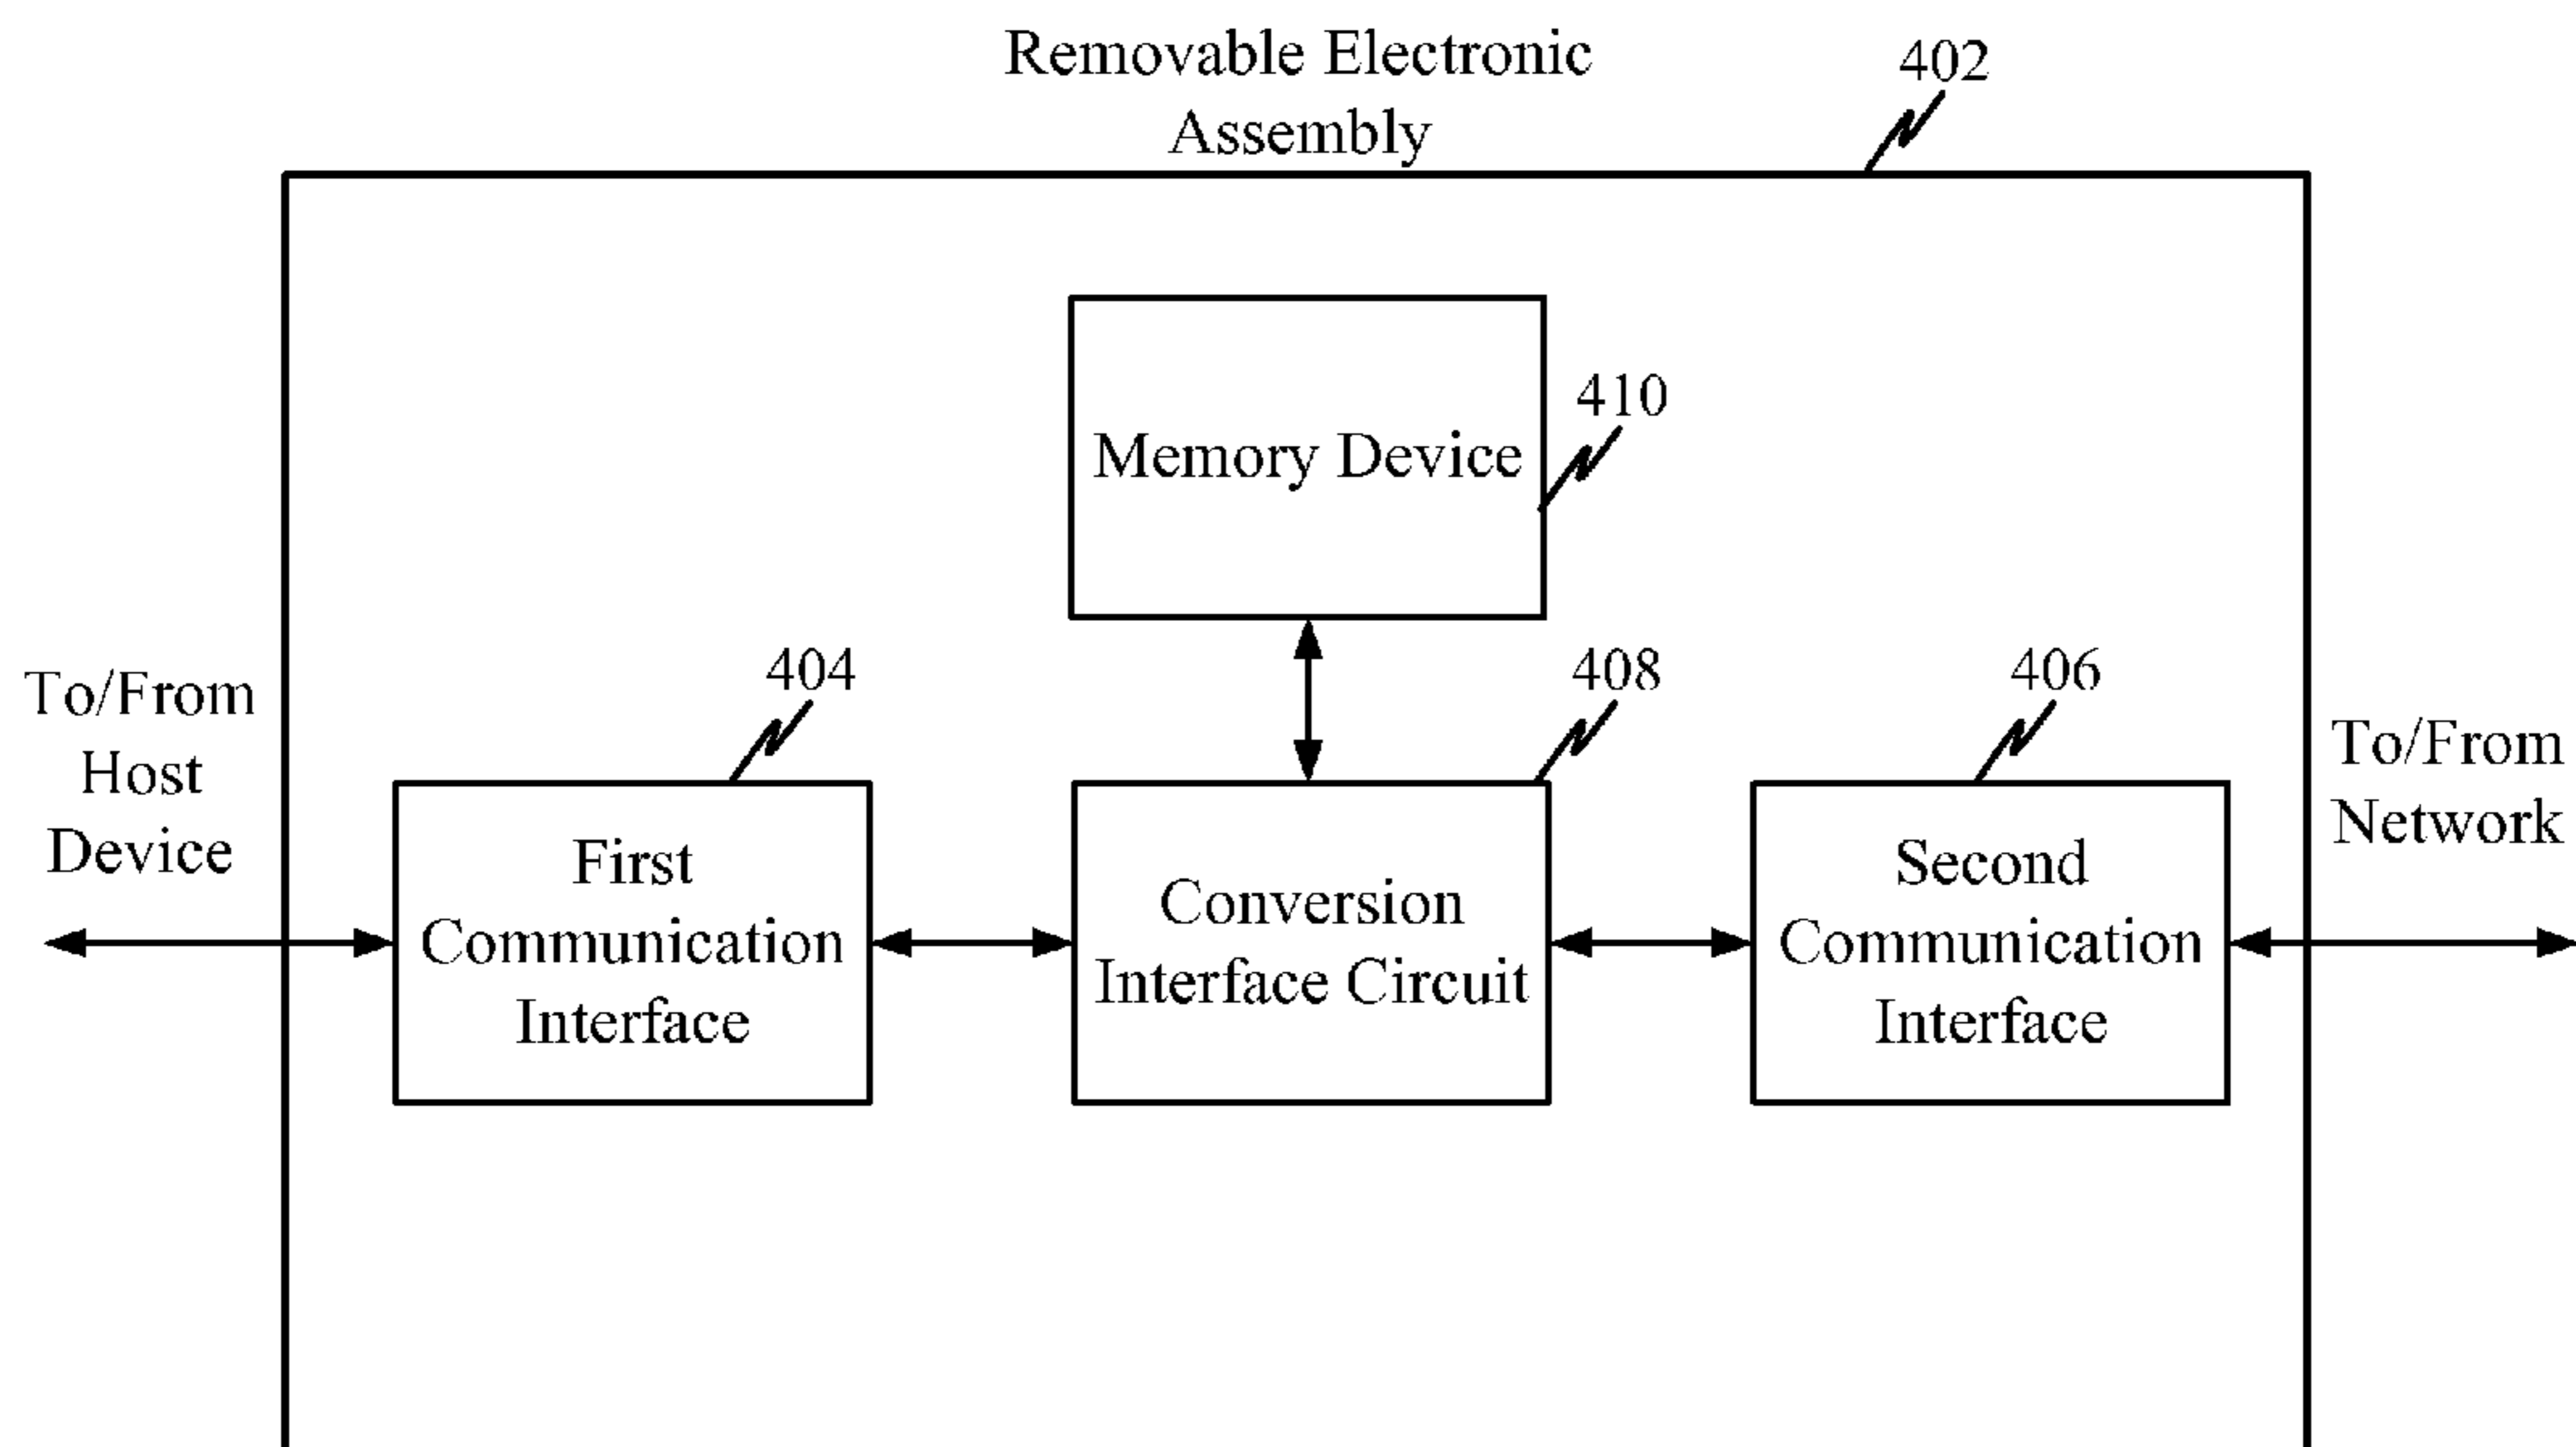 Removable Electronic
Assembly
402
Memory Device
410
To/From
Host
Device
404
First
Communication
Interface
408
Conversion
Interface Circuit
406
Second
Communication
Interface
To/From
Network